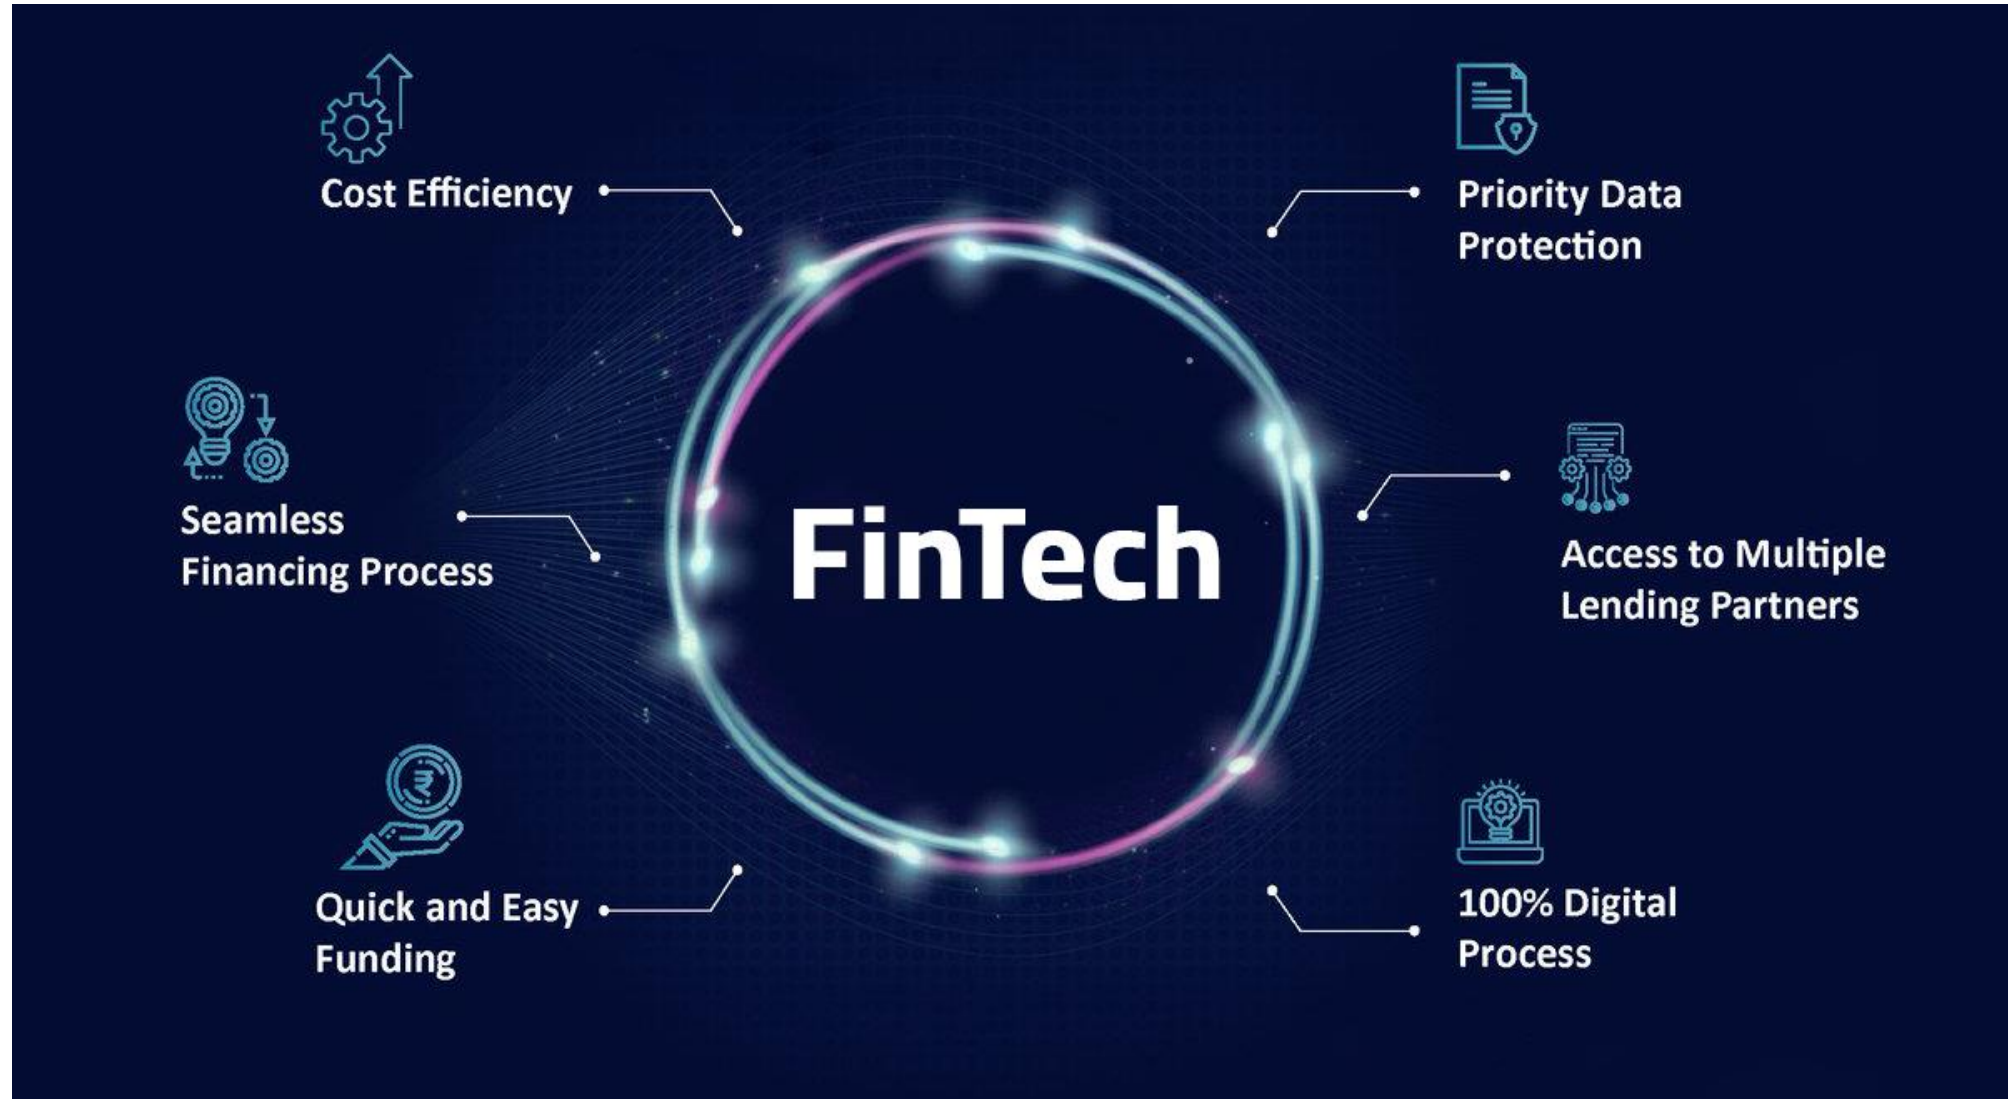 Cost Efficiency
Seamless
Financing Process
Quick and Easy
Funding
FinTech
Priority Data
Protection
Access to Multiple
Lending Partners
100% Digital
Process